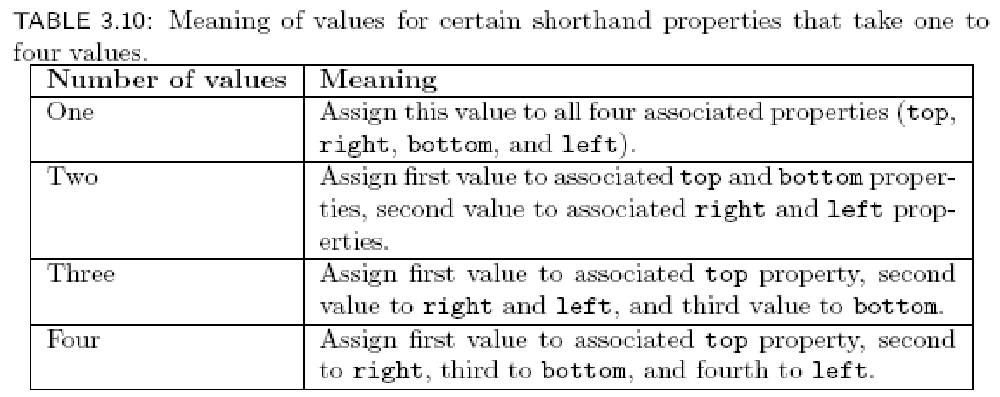 TABLE 3.10: Meaning of values for certain shorthand properties that take one to
four values.
Number of values Meaning
One Assign this value to all four associated properties (top,
right, bottom, and left).
Two Assign first value to associated top and bottom proper-
ties, second value to associated right and left prop-
erties.
Three Assign first value to associated top property, second
value to right and left, and third value to bottom.
Four Assign first value to associated top property, second
to right, third to bottom, and fourth to left.